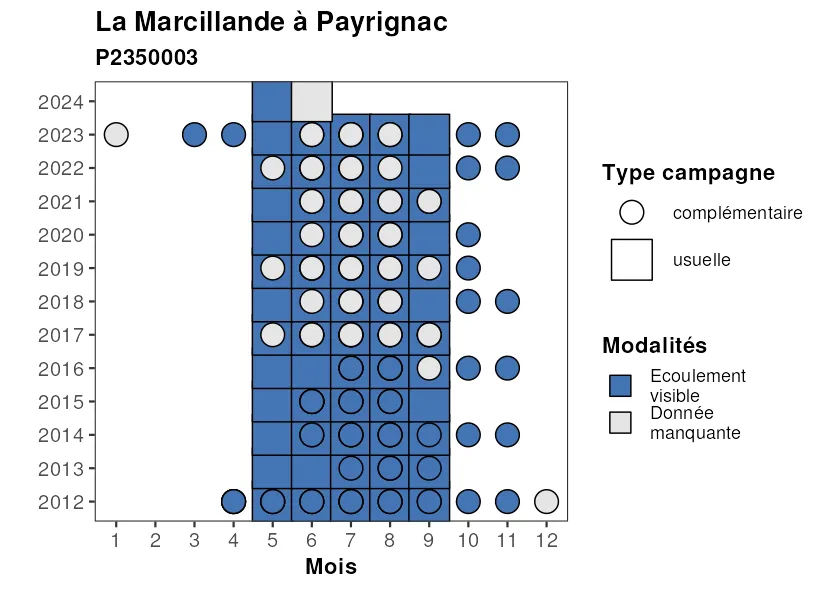 La Marcillande à Payrignac
P2350003
2024
2023
2022
2021
2020
2019
2018
2017
2016
2015
2014
2013
2012
1 2 3 4 5 6 7 8 9 10 11 12
Mois
Type campagne
complémentaire
usuelle
Modalités
Ecoulement
visible
Donnée
manquante